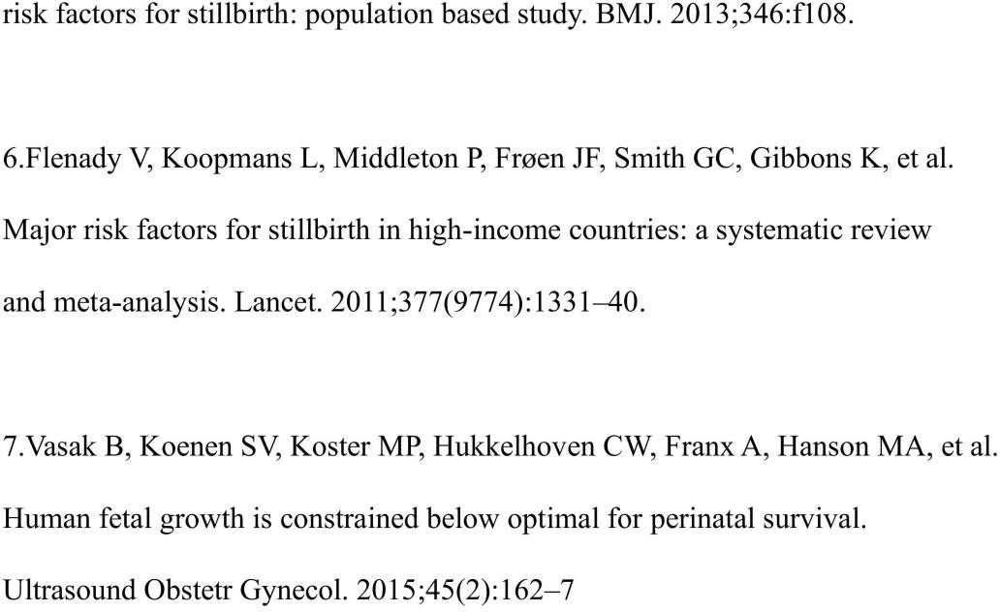 risk factors for stillbirth: population based study. BMJ. 2013;346:f108.
6.Flenady V, Koopmans L, Middleton P, Frøen JF, Smith GC, Gibbons K, et al.
Major risk factors for stillbirth in high-income countries: a systematic review
and meta-analysis. Lancet. 2011;377(9774):1331–40.
7.Vasak B, Koenen SV, Koster MP, Hukkelhoven CW, Franx A, Hanson MA, et al.
Human fetal growth is constrained below optimal for perinatal survival.
Ultrasound Obstetr Gynecol. 2015;45(2):162–7